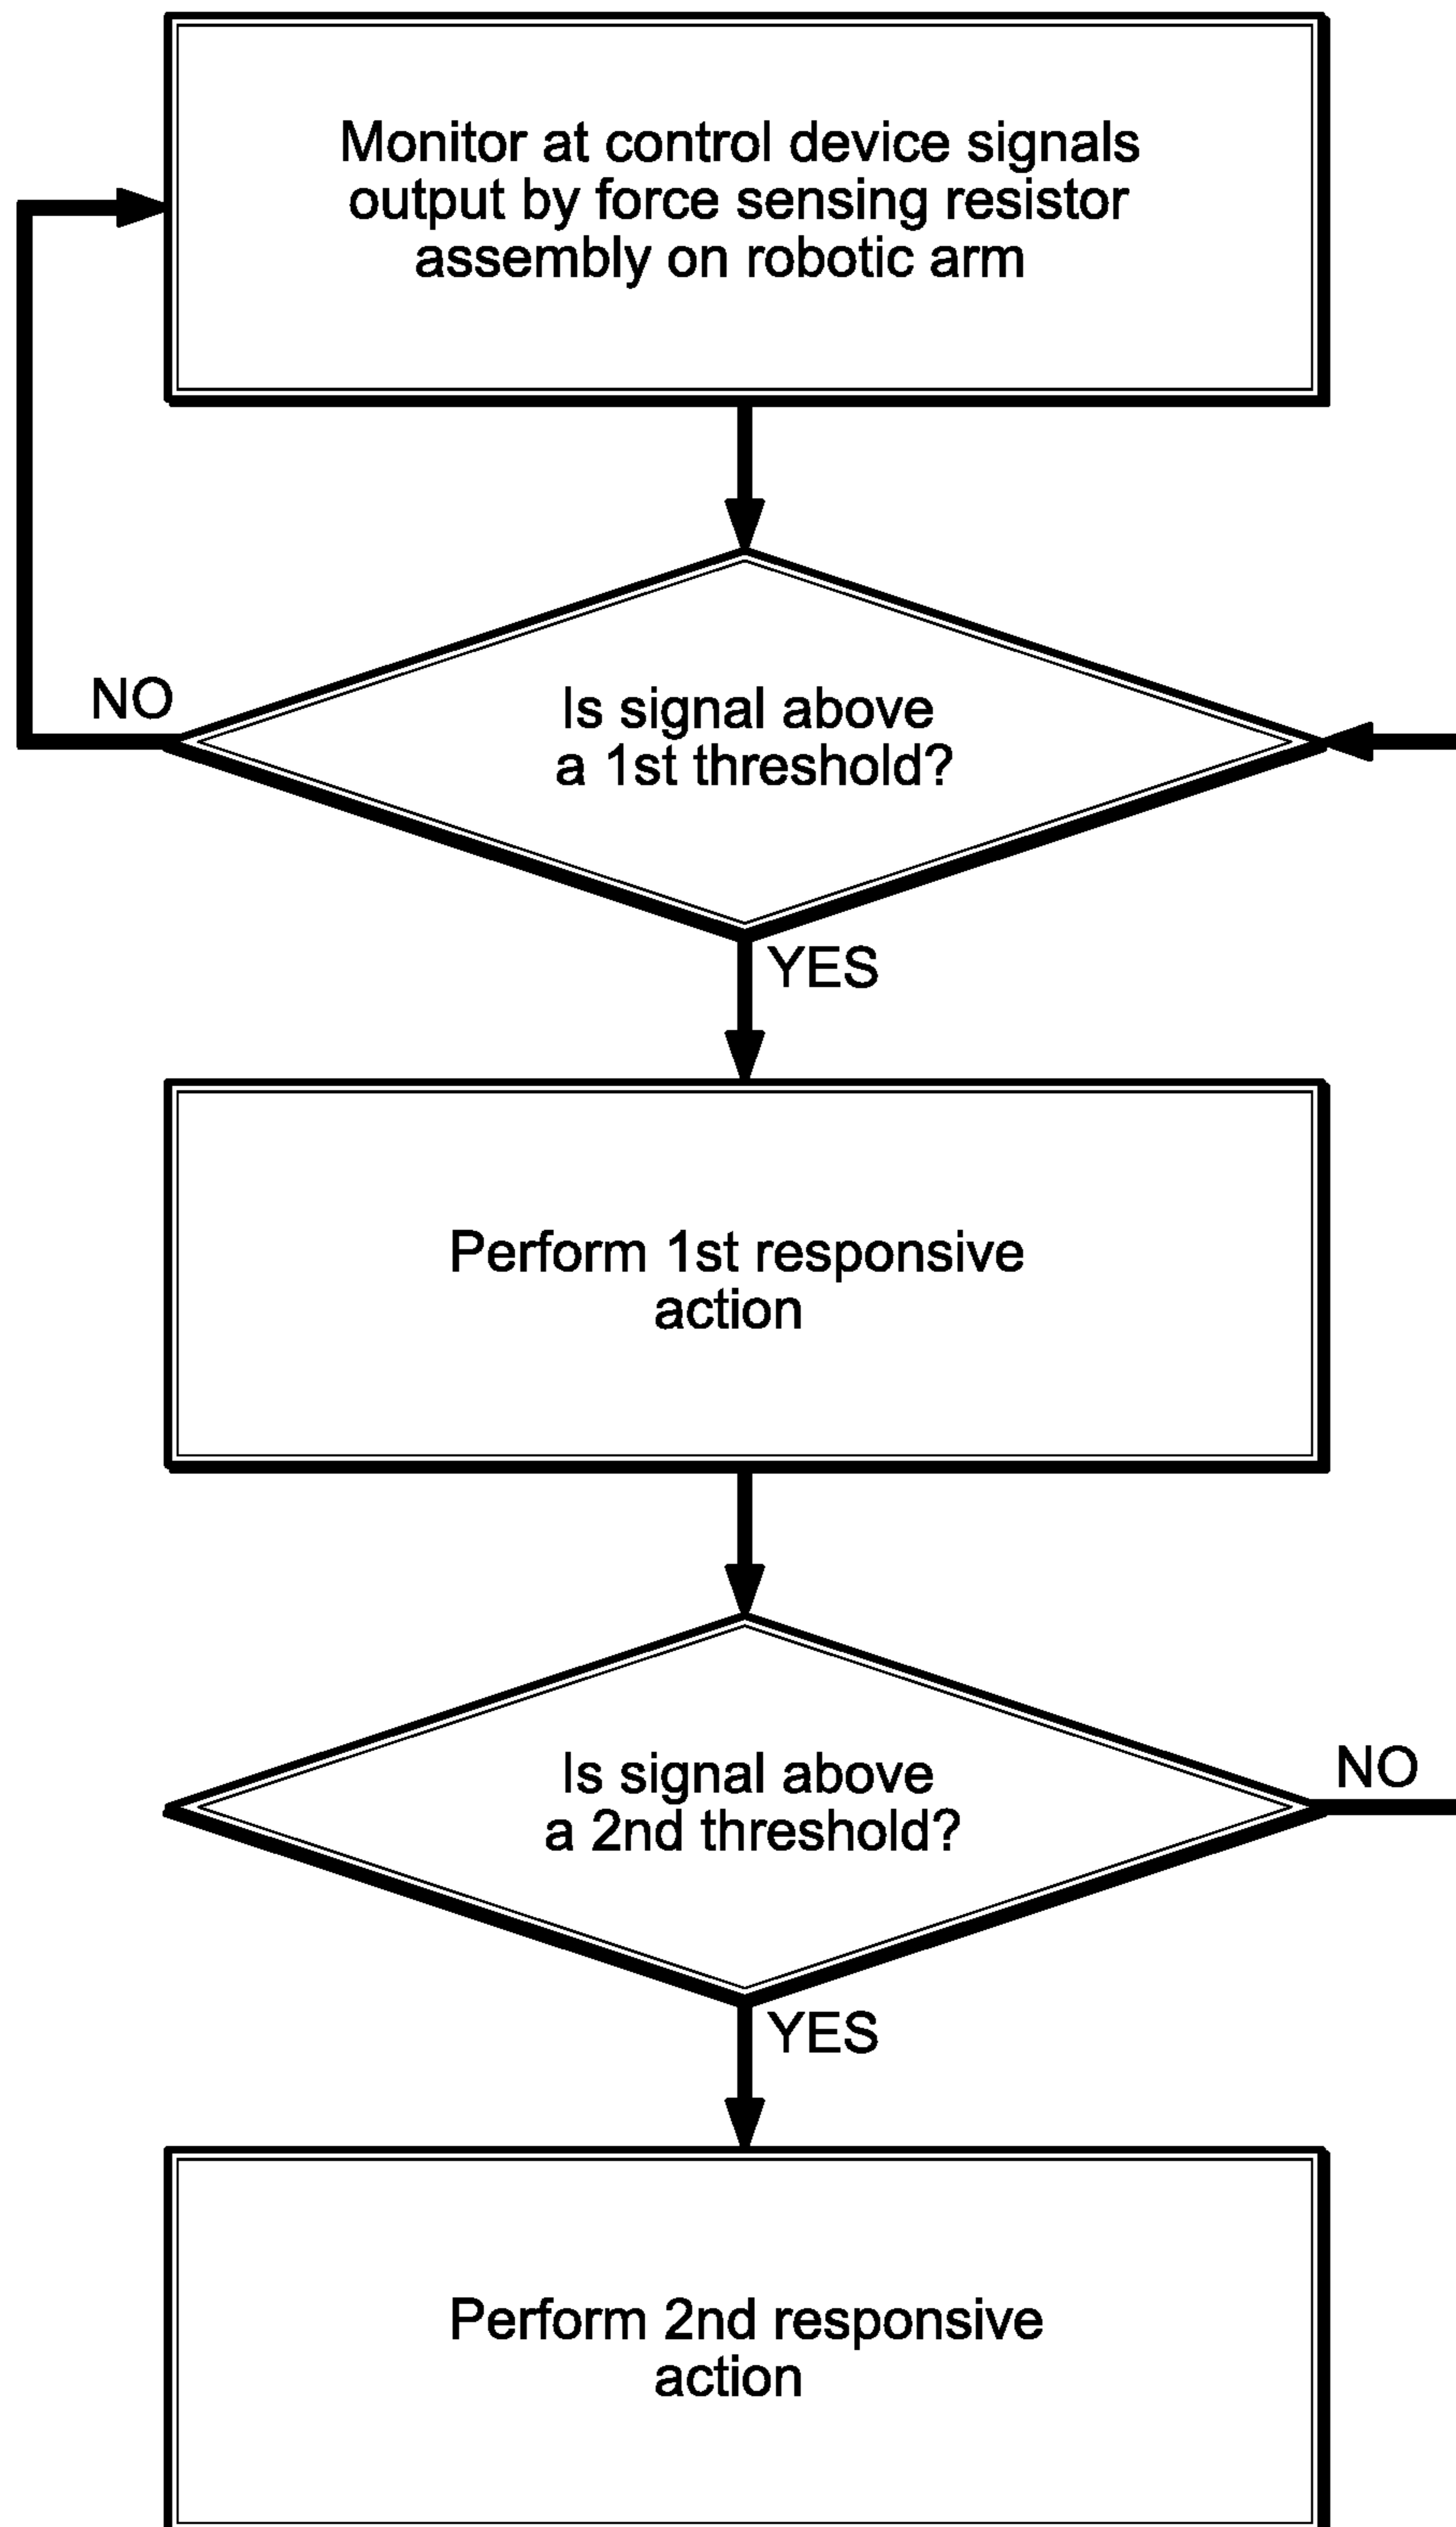 Monitor at control device signals
output by force sensing resistor
assembly on robotic arm
NO
Is signal above
a 1st threshold?
YES
Perform 1st responsive
action
Is signal above
a 2nd threshold?
NO
YES
Perform 2nd responsive
action